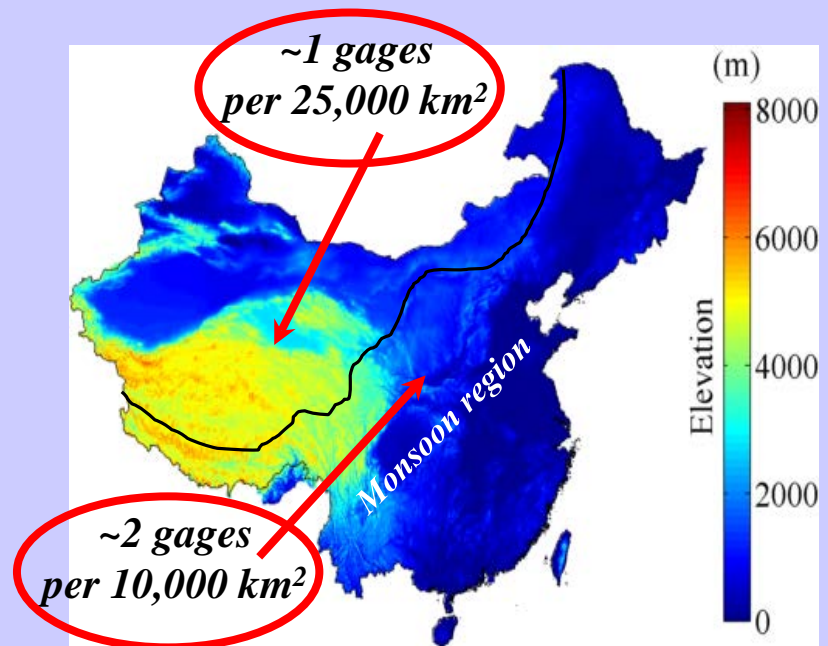 ~1 gages
per 25,000 km²
(m)
8000
6000
4000
2000
0
Elevation
Monsoon region
~2 gages
per 10,000 km²